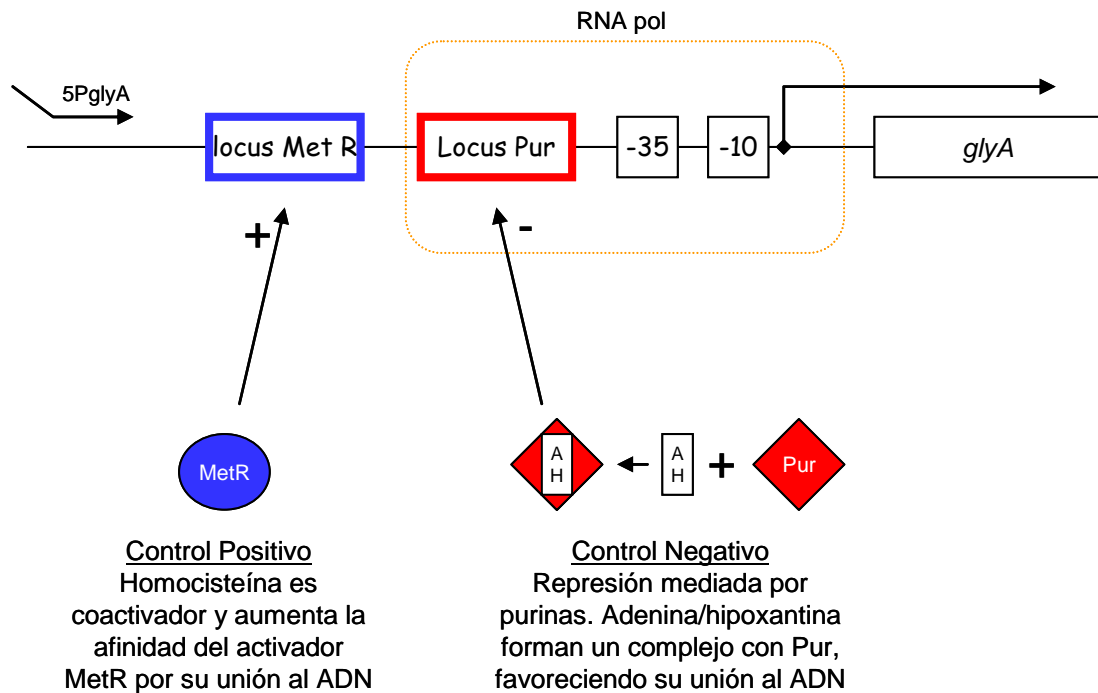 RNA pol
5PglyA
locus Met R
Locus Pur
-35
-10
glyA
+
-
MetR
A
H
A
H
+
Pur
Control Positivo
Homocisteína es
coactivador y aumenta la
afinidad del activador
MetR por su unión al ADN
Control Negativo
Represión mediada por
purinas. Adenina/hipoxantina
forman un complejo con Pur,
favoreciendo su unión al ADN